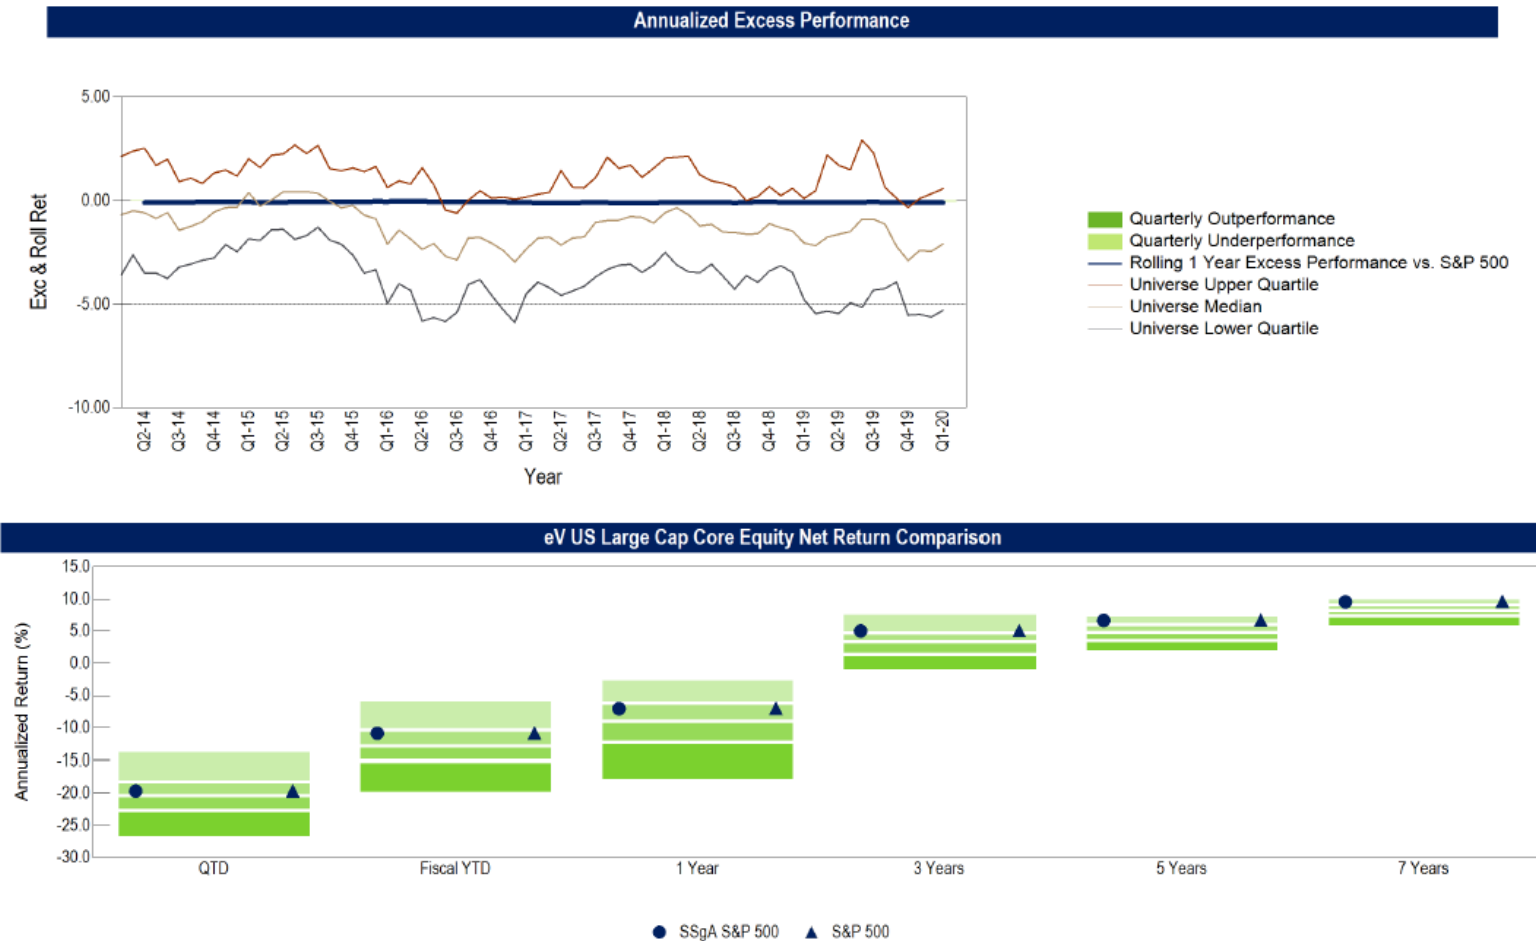 Annualized Excess Performance
5.00
0.00
-5.00
-10.00
Exc & Roll Ret
Q2-14
Q3-14
Q4-14
Q1-15
Q2-15
Q3-15
Q4-15
Q1-16
Q2-16
Q3-16
Q4-16
Q1-17
Q2-17
Q3-17
Q4-17
Q1-18
Q2-18
Q3-18
Q4-18
Q1-19
Q2-19
Q3-19
Q4-19
Q1-20
Year
Quarterly Outperformance
Quarterly Underperformance
Rolling 1 Year Excess Performance vs. S&P 500
Universe Upper Quartile
Universe Median
Universe Lower Quartile
eV US Large Cap Core Equity Net Return Comparison
15.0
10.0
5.0
0.0
-5.0
-10.0
-15.0
-20.0
-25.0
-30.0
Annualized Return (%)
QTD
Fiscal YTD
1 Year
3 Years
5 Years
7 Years
SSgA S&P 500
S&P 500